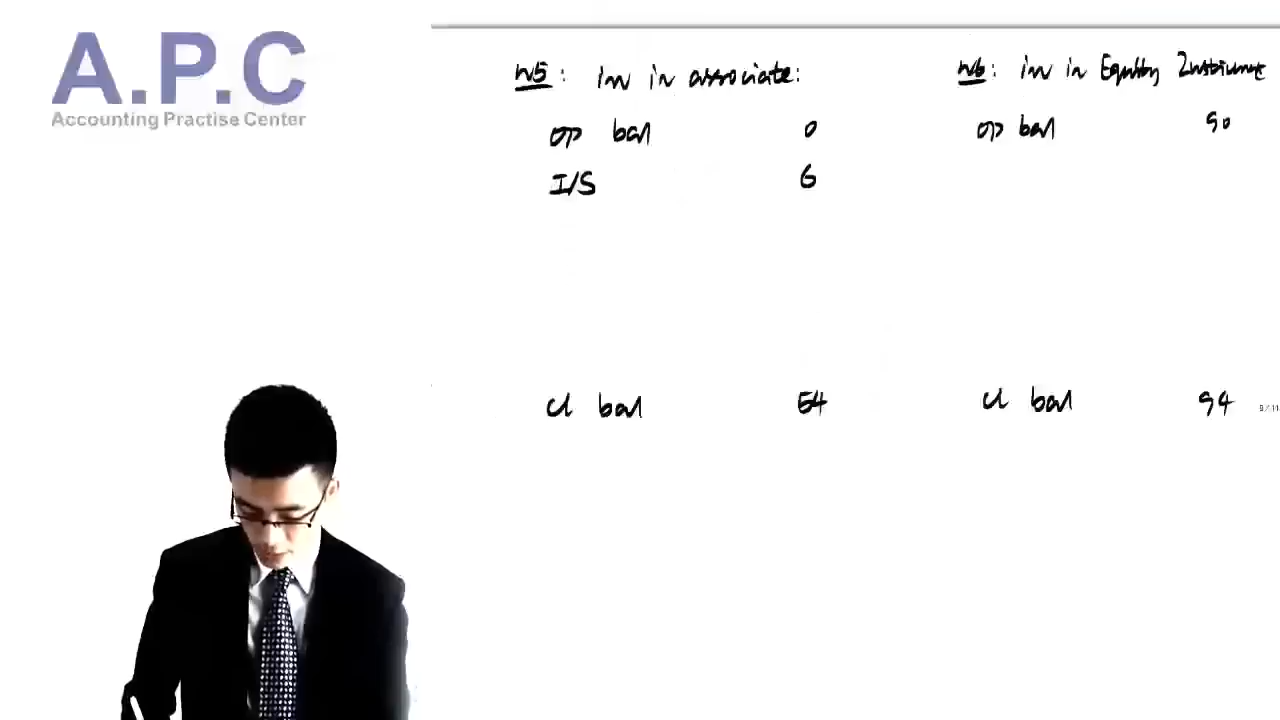 A.P.C
Accounting Practise Center
W5: inv in associate:
op bal 0
I/S 6
cl bal 54
W6: inv in Equity Instrument
op bal 90
cl bal 94